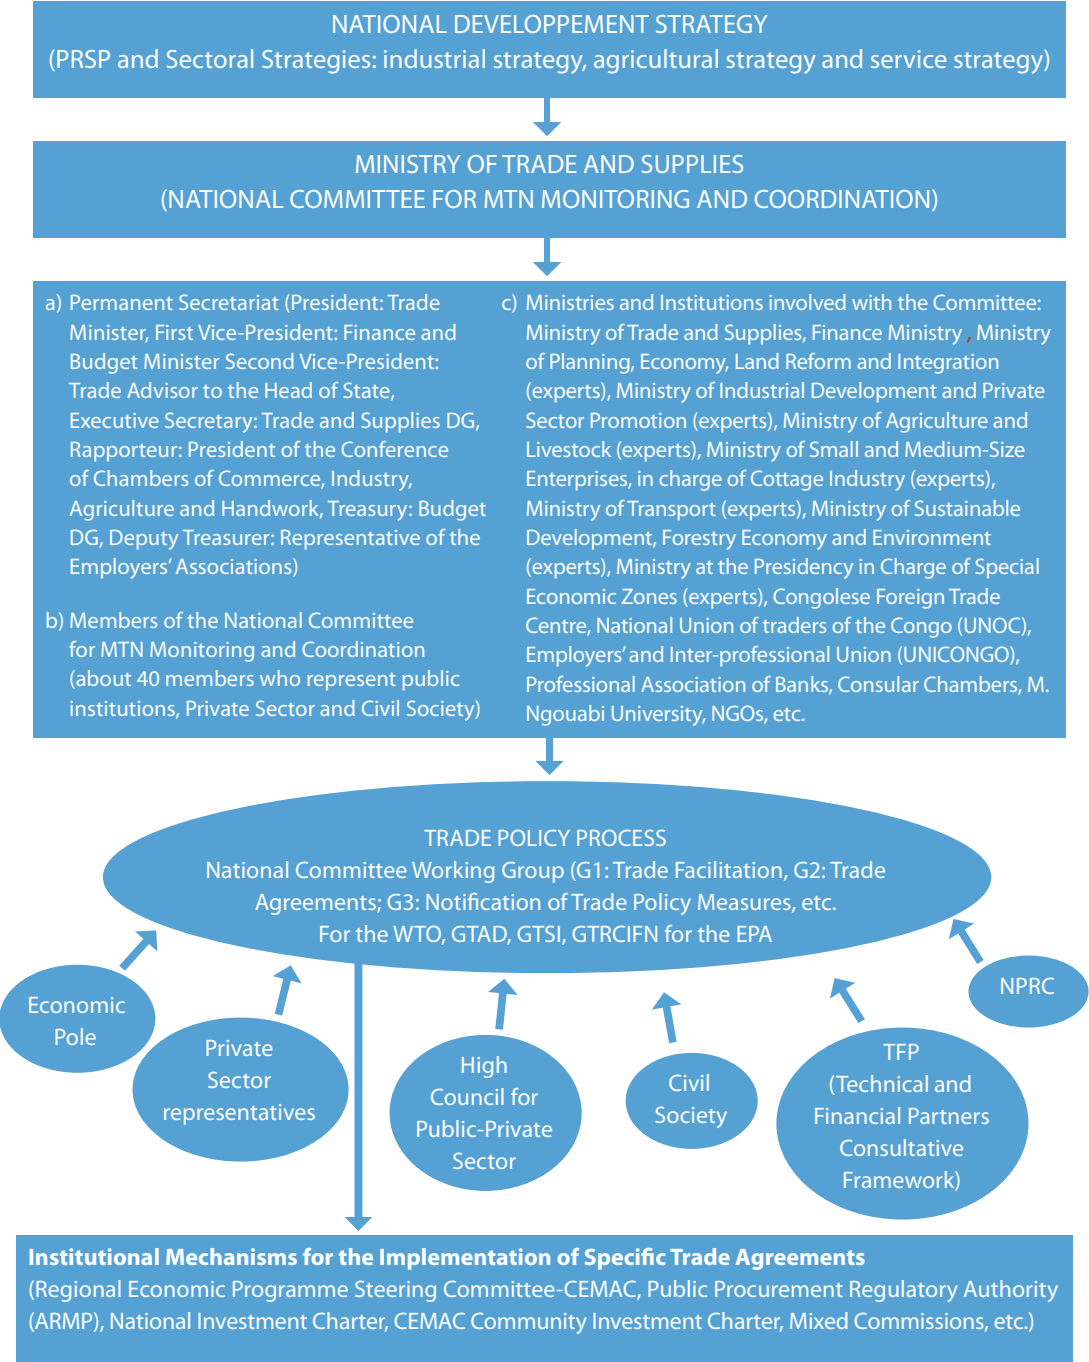 NATIONAL DEVELOPPEMENT STRATEGY
(PRSP and Sectoral Strategies: industrial strategy, agricultural strategy and service strategy)
MINISTRY OF TRADE AND SUPPLIES
(NATIONAL COMMITTEE FOR MTN MONITORING AND COORDINATION)
a) Permanent Secretariat (President: Trade
Minister, First Vice-President: Finance and
Budget Minister Second Vice-President:
Trade Advisor to the Head of State,
Executive Secretary: Trade and Supplies DG,
Rapporteur: President of the Conference
of Chambers of Commerce, Industry,
Agriculture and Handwork, Treasury: Budget
DG, Deputy Treasurer: Representative of the
Employers’ Associations)
b) Members of the National Committee
for MTN Monitoring and Coordination
(about 40 members who represent public
institutions, Private Sector and Civil Society)
c) Ministries and Institutions involved with the Committee:
Ministry of Trade and Supplies, Finance Ministry , Ministry
of Planning, Economy, Land Reform and Integration
(experts), Ministry of Industrial Development and Private
Sector Promotion (experts), Ministry of Agriculture and
Livestock (experts), Ministry of Small and Medium-Size
Enterprises, in charge of Cottage Industry (experts),
Ministry of Transport (experts), Ministry of Sustainable
Development, Forestry Economy and Environment
(experts), Ministry at the Presidency in Charge of Special
Economic Zones (experts), Congolese Foreign Trade
Centre, National Union of traders of the Congo (UNOC),
Employers’ and Inter-professional Union (UNICONGO),
Professional Association of Banks, Consular Chambers, M.
Ngouabi University, NGOs, etc.
TRADE POLICY PROCESS
National Committee Working Group (G1: Trade Facilitation, G2: Trade
Agreements; G3: Notification of Trade Policy Measures, etc.
For the WTO, GTAD, GTSI, GTRCIFN for the EPA
Economic
Pole
Private
Sector
representatives
High
Council for
Public-Private
Sector
Civil
Society
TFP
(Technical and
Financial Partners
Consultative
Framework)
NPRC
Institutional Mechanisms for the Implementation of Specific Trade Agreements
(Regional Economic Programme Steering Committee-CEMAC, Public Procurement Regulatory Authority
(ARMP), National Investment Charter, CEMAC Community Investment Charter, Mixed Commissions, etc.)